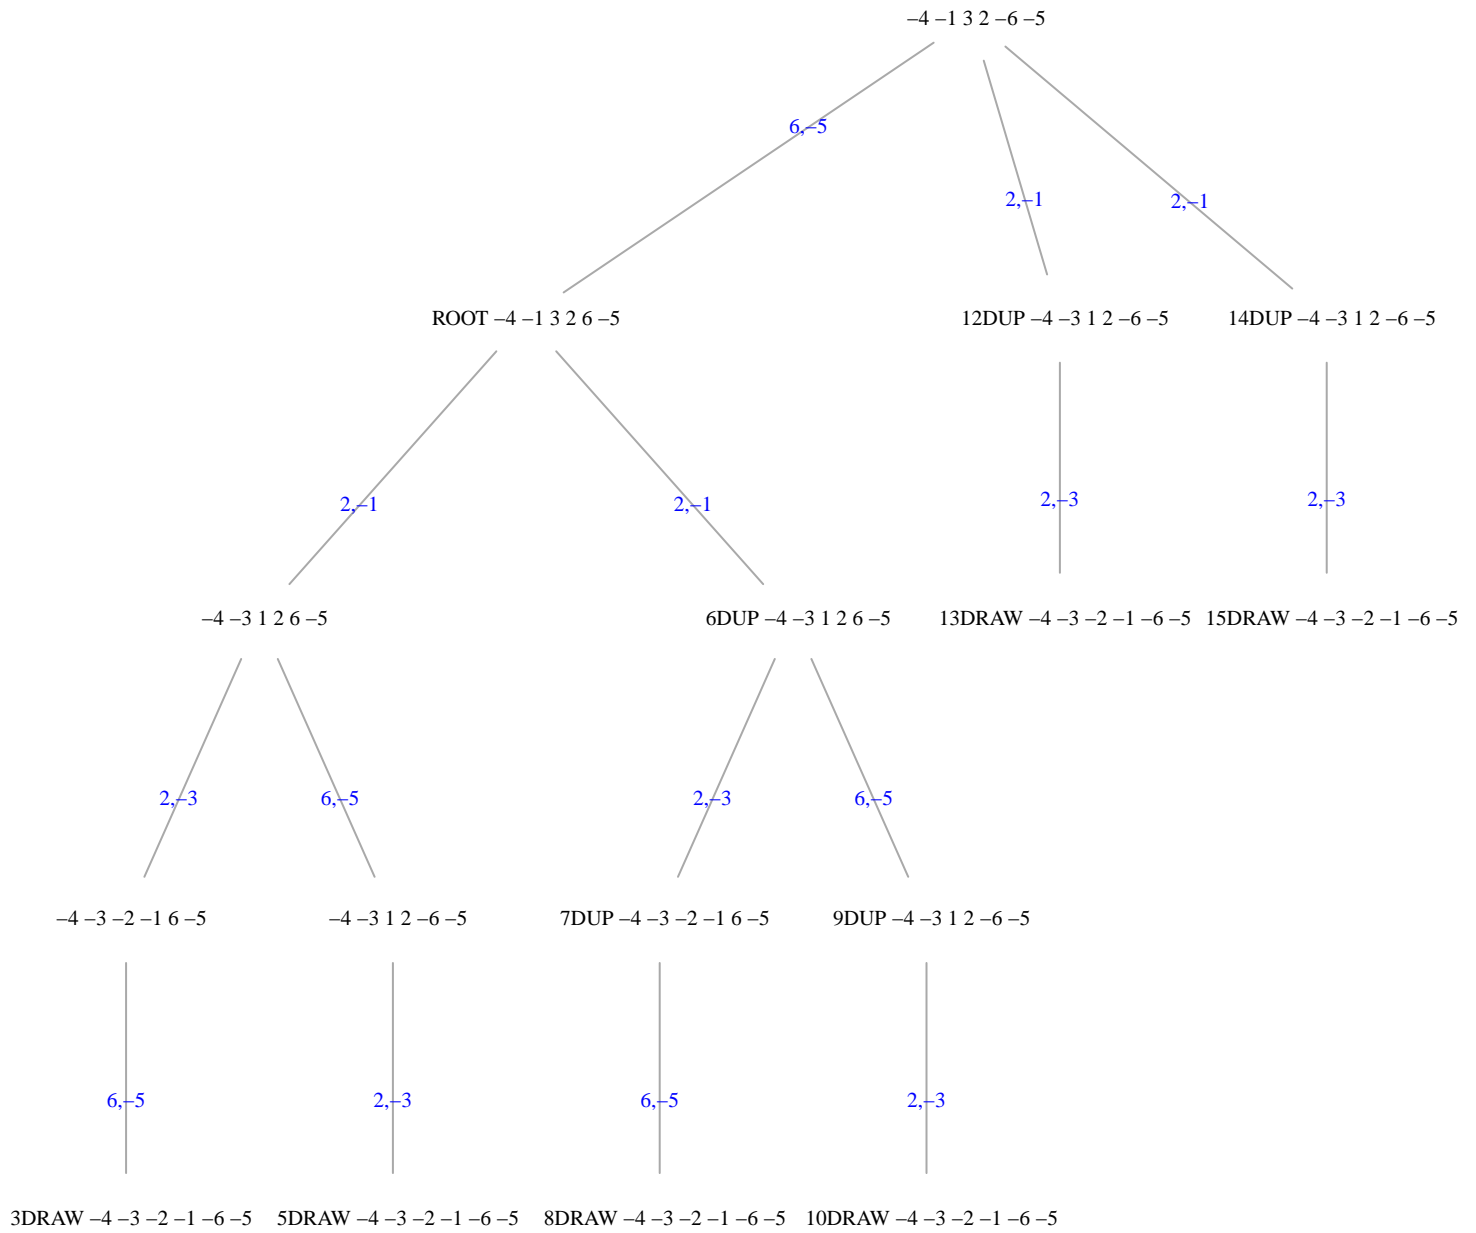 –4 –1 3 2 –6 –5
6,–5
2,–1
2,–1
ROOT –4 –1 3 2 6 –5
12DUP –4 –3 1 2 –6 –5
14DUP –4 –3 1 2 –6 –5
2,–1
2,–1
2,–3
2,–3
–4 –3 1 2 6 –5
6DUP –4 –3 1 2 6 –5
13DRAW –4 –3 –2 –1 –6 –5
15DRAW –4 –3 –2 –1 –6 –5
2,–3
6,–5
2,–3
6,–5
–4 –3 –2 –1 6 –5
–4 –3 1 2 –6 –5
7DUP –4 –3 –2 –1 6 –5
9DUP –4 –3 1 2 –6 –5
6,–5
2,–3
6,–5
2,–3
3DRAW –4 –3 –2 –1 –6 –5
5DRAW –4 –3 –2 –1 –6 –5
8DRAW –4 –3 –2 –1 –6 –5
10DRAW –4 –3 –2 –1 –6 –5